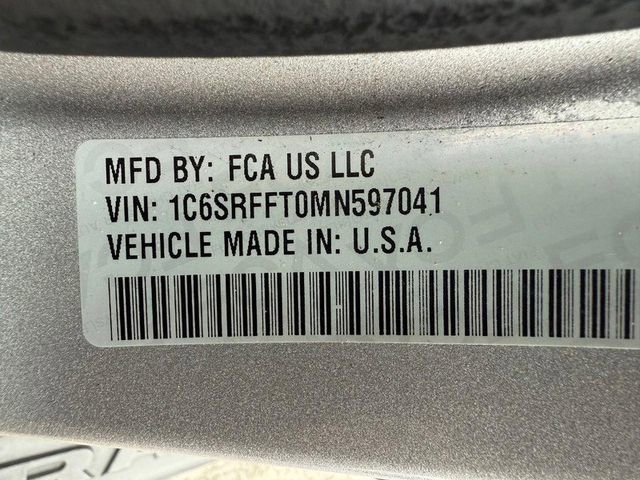 MFD BY: FCA US LLC
VIN: 1C6SRFFT0MN597041
VEHICLE MADE IN: U.S.A.